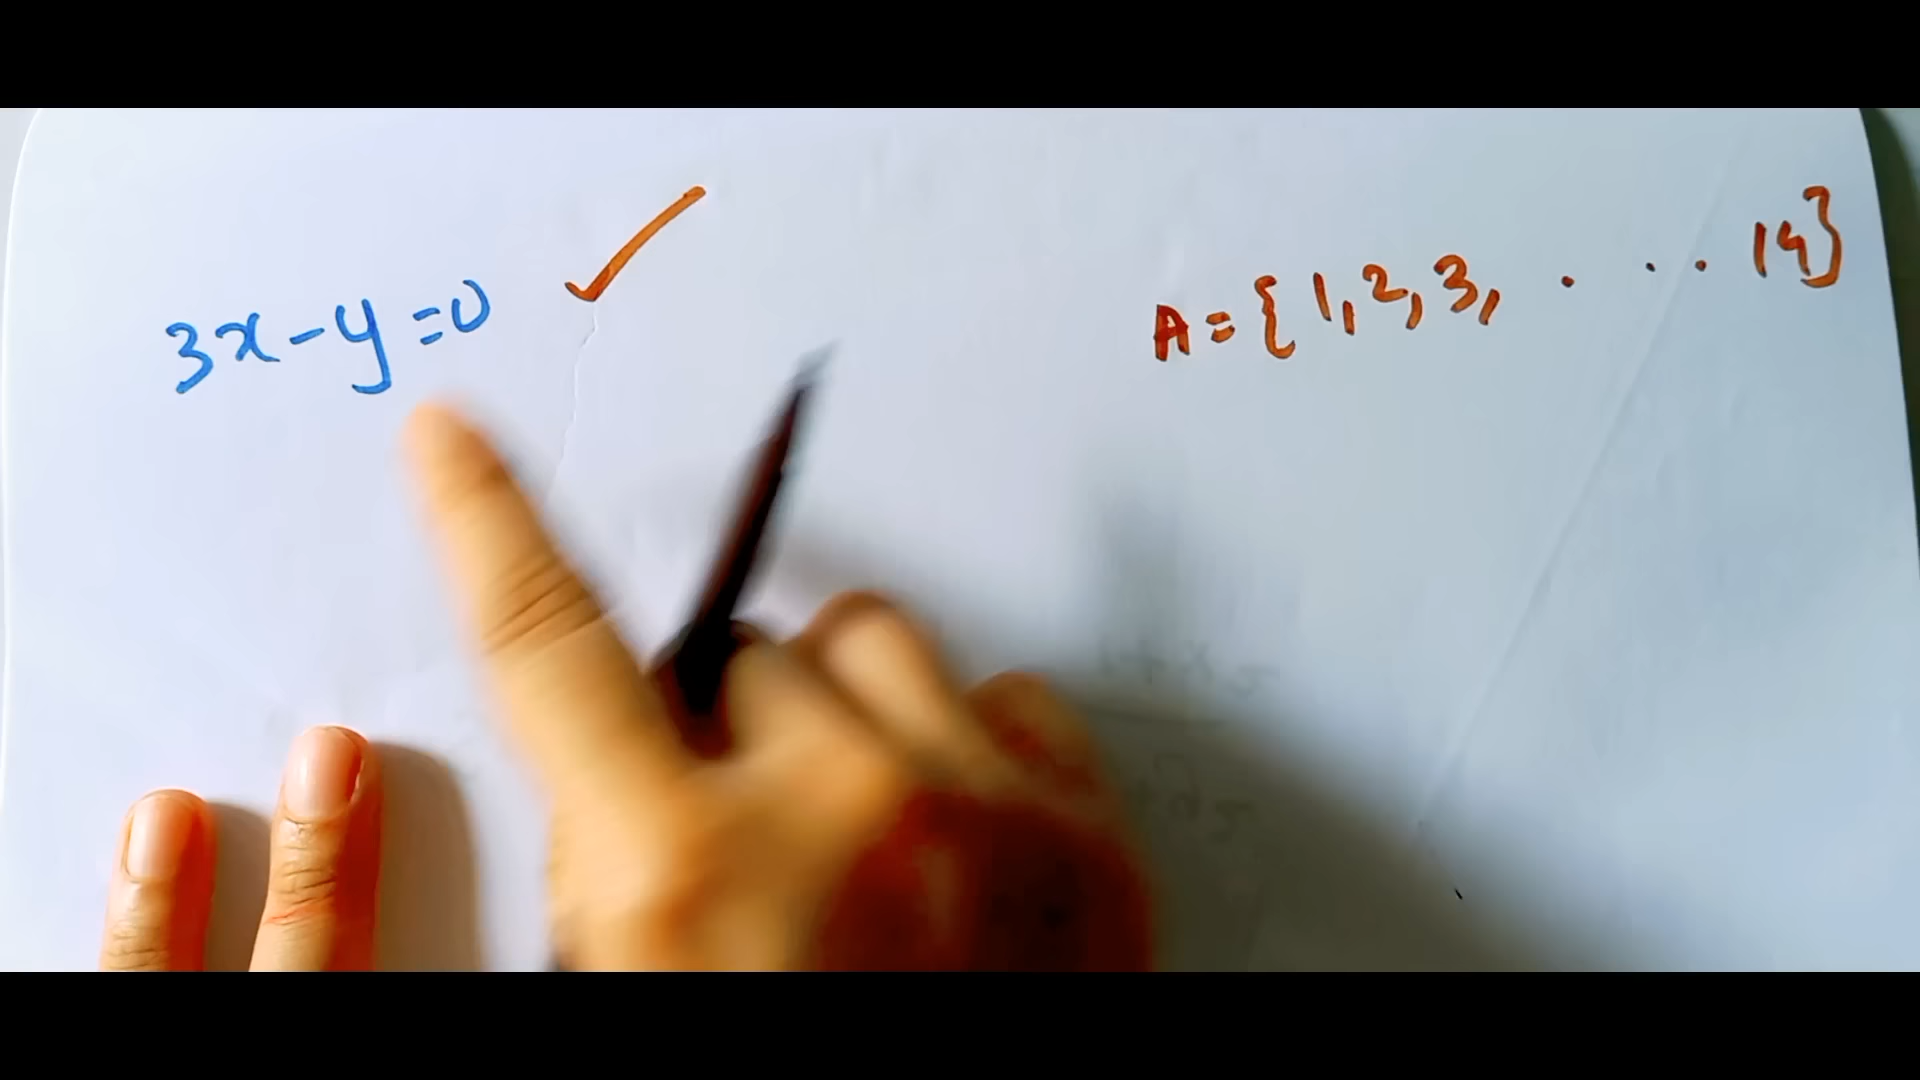 3x-y=0
A={1,2,3, . . . 14}